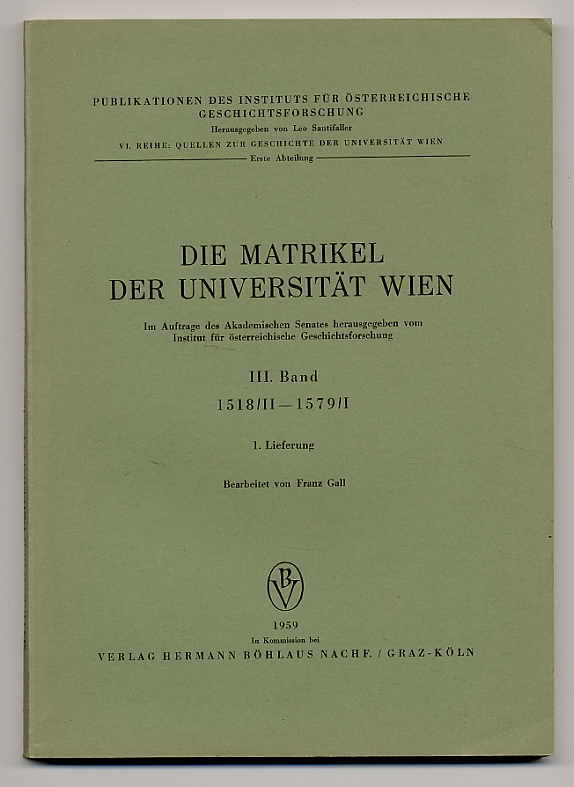 PUBLIKATIONEN DES INSTITUTS FÜR ÖSTERREICHISCHE
GESCHICHTSFORSCHUNG
Herausgegeben von Leo Santifaller
VI. REIHE: QUELLEN ZUR GESCHICHTE DER UNIVERSITÄT WIEN
Erste Abteilung
DIE MATRIKEL
DER UNIVERSITÄT WIEN
Im Auftrage des Akademischen Senates herausgegeben vom
Institut für österreichische Geschichtsforschung
III. Band
1518/II — 1579/I
1. Lieferung
Bearbeitet von Franz Gall
BV
1959
In Kommission bei
VERLAG HERMANN BÖHLAUS NACHF. / GRAZ-KÖLN